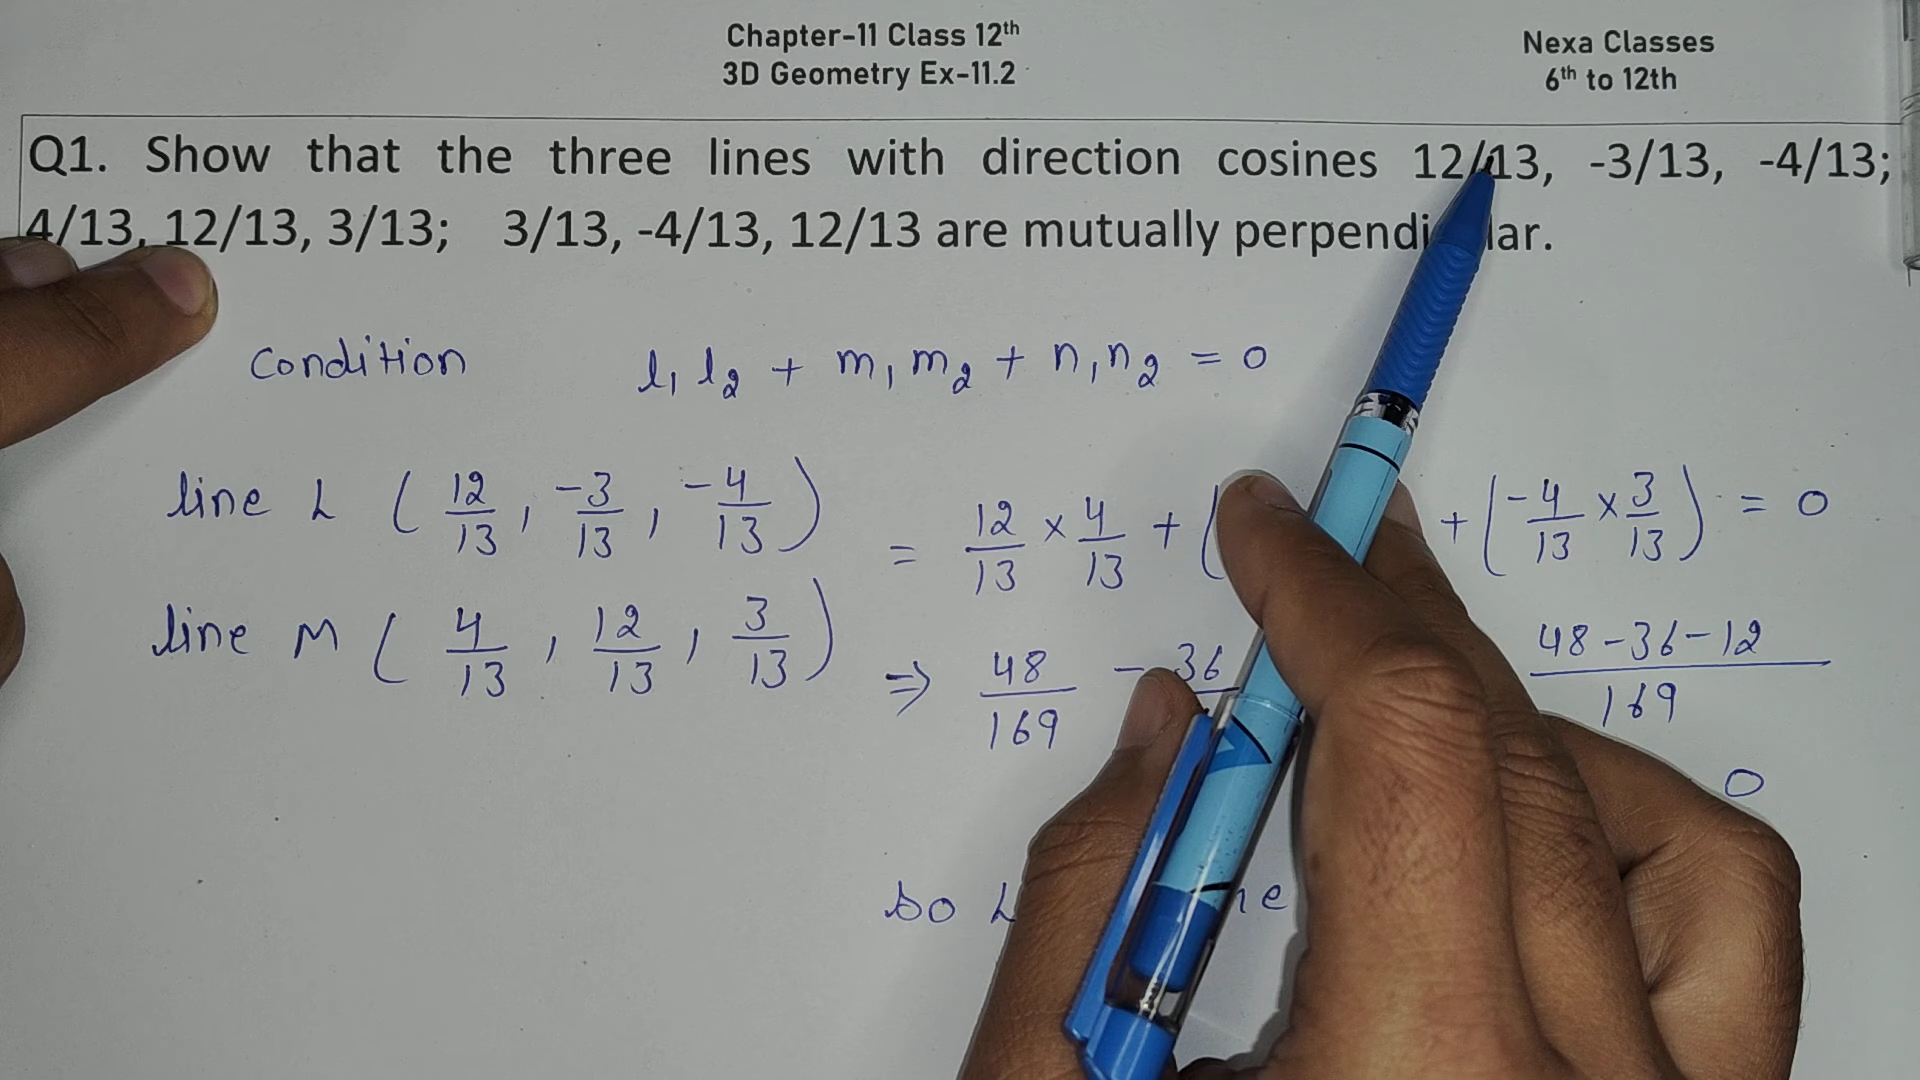 Chapter-11 Class 12th
3D Geometry Ex-11.2
Nexa Classes
6th to 12th
Q1. Show that the three lines with direction cosines 12/13, -3/13, -4/13;
4/13, 12/13, 3/13; 3/13, -4/13, 12/13 are mutually perpendi lar.
Condition l₁ l₂ + m₁ m₂ + n₁ n₂ = 0
line L ( 12/13 , -3/13 , -4/13 )
= 12/13 × 4/13 + ( + ( -4/13 × 3/13 ) = 0
line M ( 4/13 , 12/13 , 3/13 )
⇒ 48/169 - 36 48-36-12/169
0
so L